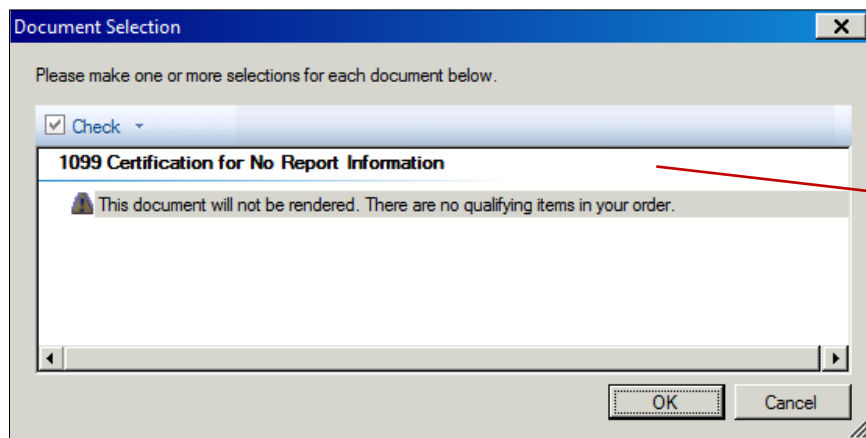 Document Selection
Please make one or more selections for each document below.
Check
1099 Certification for No Report Information
This document will not be rendered. There are no qualifying items in your order.
OK
Cancel